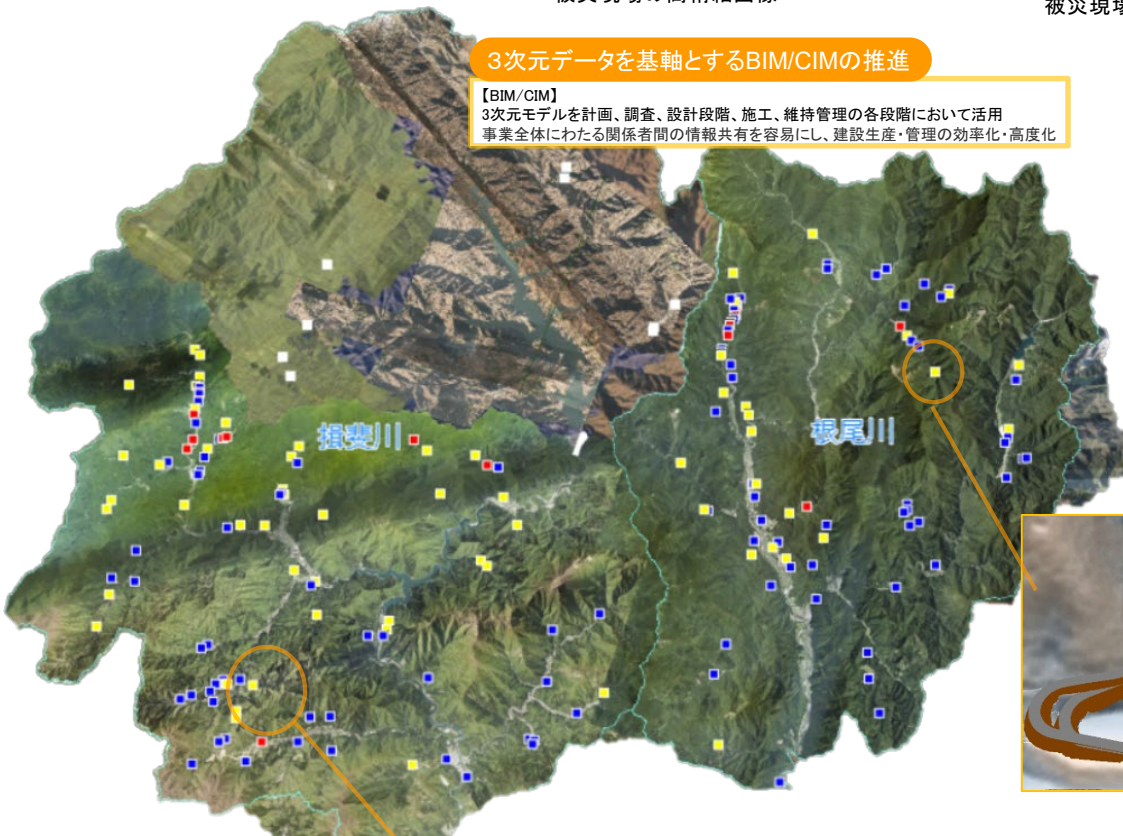 被災現場
3次元データを基軸とするBIM/CIMの推進
【BIM/CIM】
3次元モデルを計画、調査、設計段階、施工、維持管理の各段階において活用
事業全体にわたる関係者間の情報共有を容易にし、建設生産・管理の効率化・高度化
揖斐川
根尾川